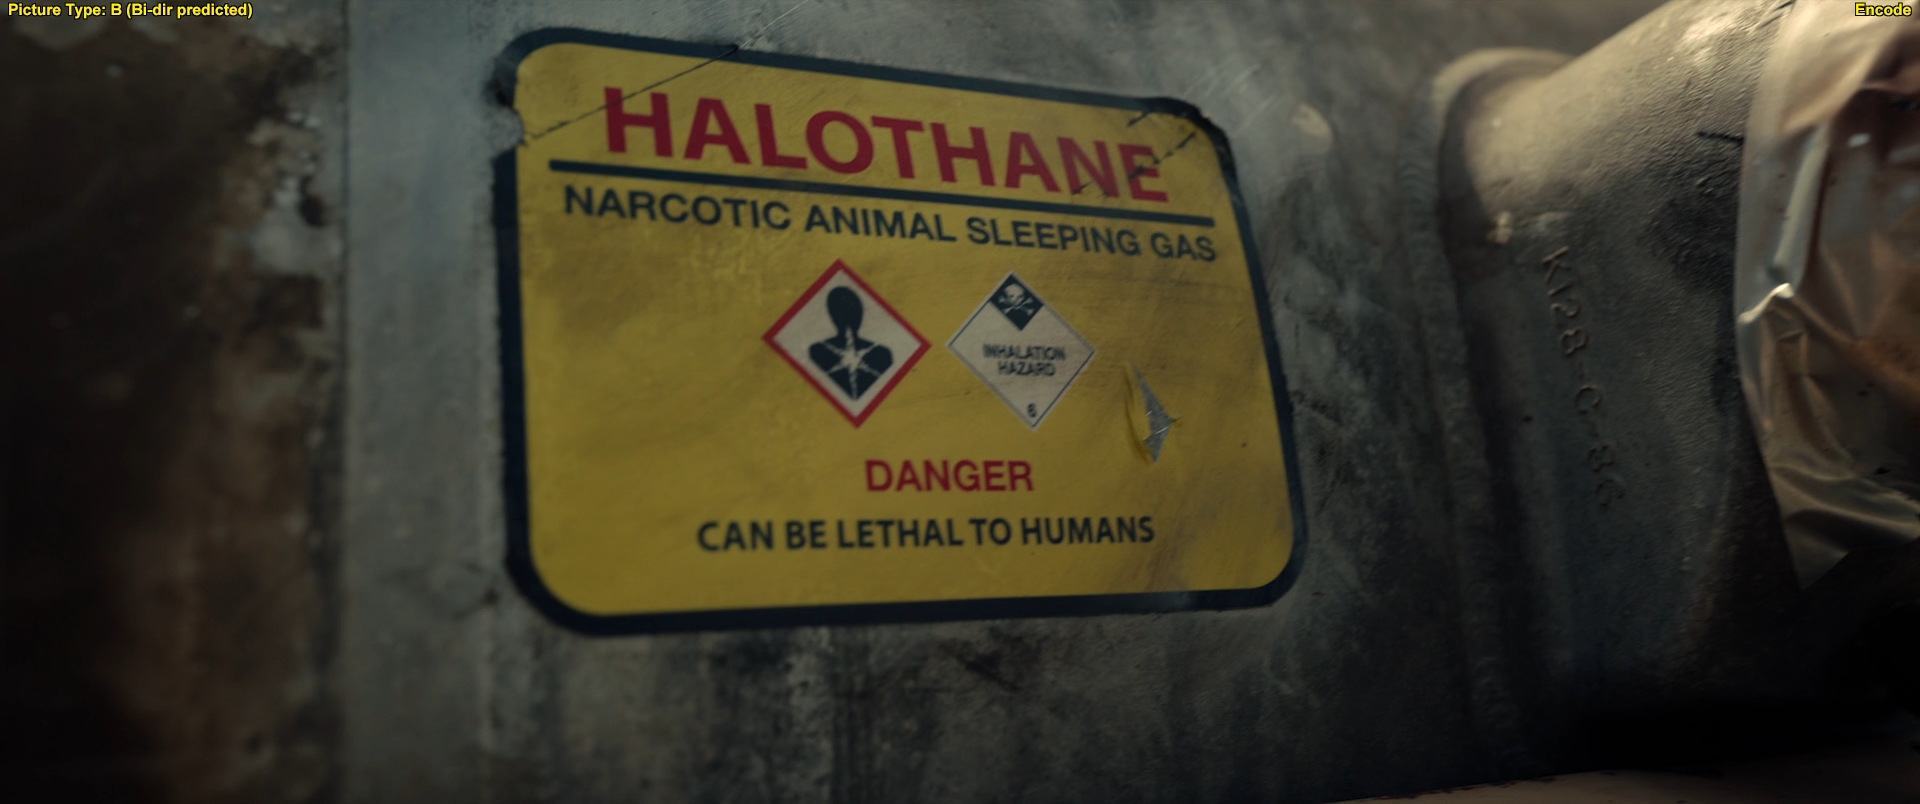 Picture Type: B (Bi-dir predicted)
Encode
HALOTHANE
NARCOTIC ANIMAL SLEEPING GAS
INHALATION
HAZARD
6
DANGER
CAN BE LETHAL TO HUMANS
K128-G-86